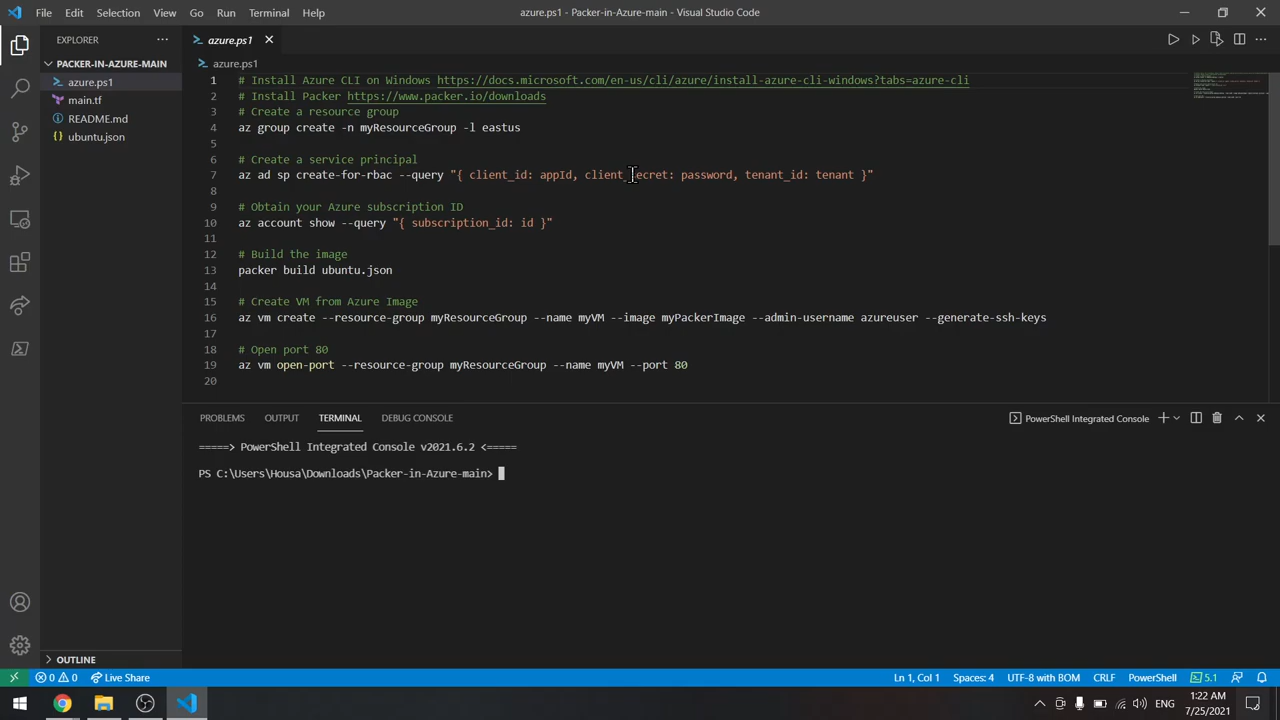 File Edit Selection View Go Run Terminal Help
azure.ps1 - Packer-in-Azure-main - Visual Studio Code
EXPLORER
PACKER-IN-AZURE-MAIN
azure.ps1
main.tf
README.md
ubuntu.json
OUTLINE
azure.ps1
azure.ps1
1 # Install Azure CLI on Windows https://docs.microsoft.com/en-us/cli/azure/install-azure-cli-windows?tabs=azure-cli
2 # Install Packer https://www.packer.io/downloads
3 # Create a resource group
4 az group create -n myResourceGroup -l eastus
5
6 # Create a service principal
7 az ad sp create-for-rbac --query "{ client_id: appId, client_secret: password, tenant_id: tenant }"
8
9 # Obtain your Azure subscription ID
10 az account show --query "{ subscription_id: id }"
11
12 # Build the image
13 packer build ubuntu.json
14
15 # Create VM from Azure Image
16 az vm create --resource-group myResourceGroup --name myVM --image myPackerImage --admin-username azureuser --generate-ssh-keys
17
18 # Open port 80
19 az vm open-port --resource-group myResourceGroup --name myVM --port 80
20
PROBLEMS OUTPUT TERMINAL DEBUG CONSOLE
PowerShell Integrated Console
=====> PowerShell Integrated Console v2021.6.2 <=====
PS C:\Users\Housa\Downloads\Packer-in-Azure-main>
0 0 Live Share
Ln 1, Col 1 Spaces: 4 UTF-8 with BOM CRLF PowerShell 5.1
ENG
1:22 AM
7/25/2021